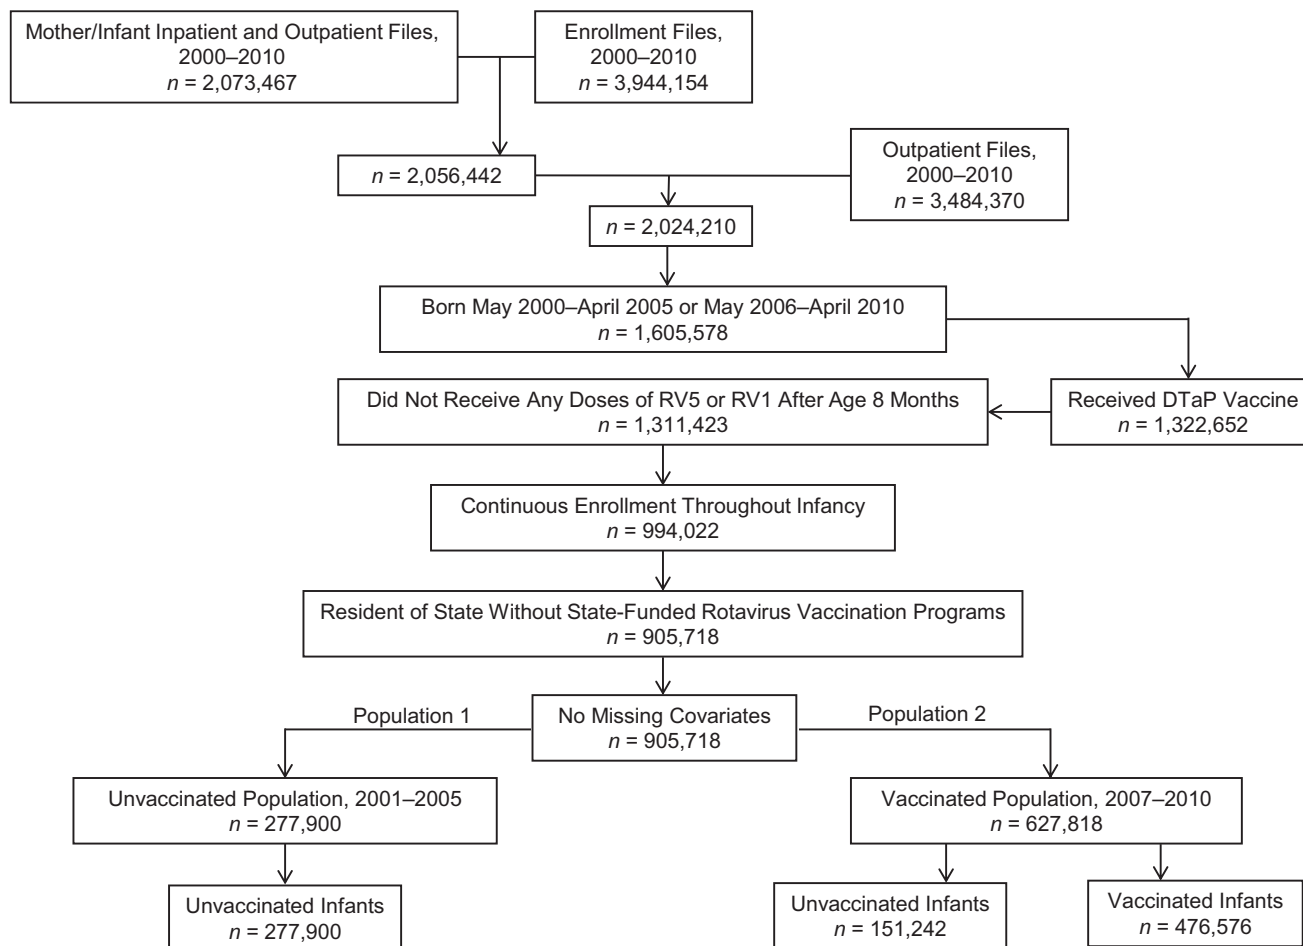 Mother/Infant Inpatient and Outpatient Files,
2000–2010
n = 2,073,467
Enrollment Files,
2000–2010
n = 3,944,154
n = 2,056,442
Outpatient Files,
2000–2010
n = 3,484,370
n = 2,024,210
Born May 2000–April 2005 or May 2006–April 2010
n = 1,605,578
Received DTaP Vaccine
n = 1,322,652
Did Not Receive Any Doses of RV5 or RV1 After Age 8 Months
n = 1,311,423
Continuous Enrollment Throughout Infancy
n = 994,022
Resident of State Without State-Funded Rotavirus Vaccination Programs
n = 905,718
No Missing Covariates
n = 905,718
Population 1
Population 2
Unvaccinated Population, 2001–2005
n = 277,900
Vaccinated Population, 2007–2010
n = 627,818
Unvaccinated Infants
n = 277,900
Unvaccinated Infants
n = 151,242
Vaccinated Infants
n = 476,576